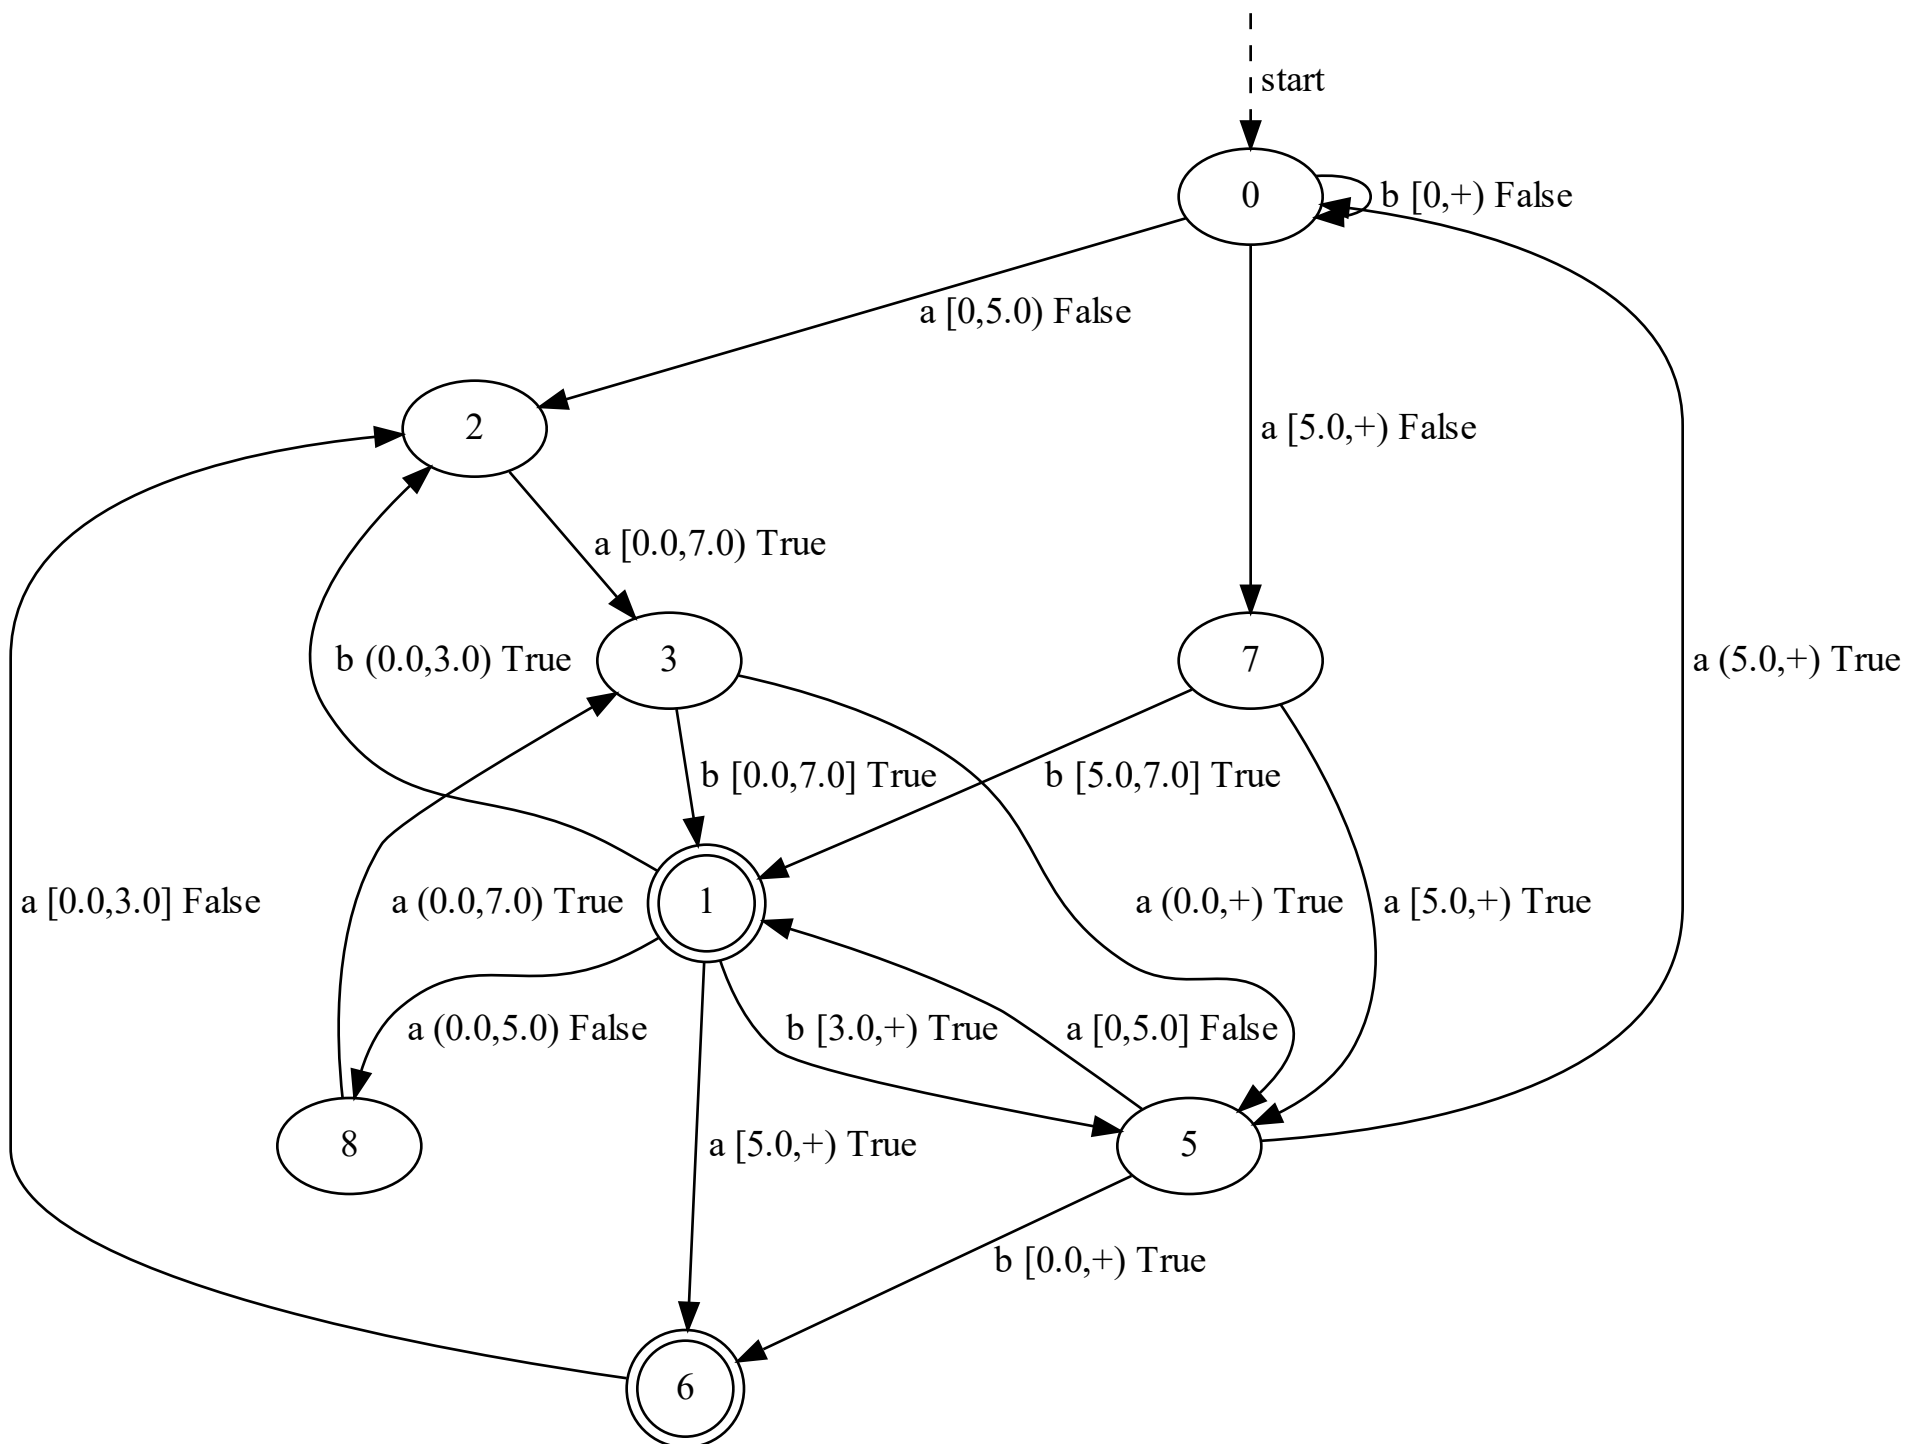 start
0
b [0,+) False
a [0,5.0) False
2
a [5.0,+) False
a [0.0,7.0) True
b (0.0,3.0) True
3
7
a (5.0,+) True
b [0.0,7.0] True
b [5.0,7.0] True
a [0.0,3.0] False
a (0.0,7.0) True
1
a (0.0,+) True
a [5.0,+) True
a (0.0,5.0) False
b [3.0,+) True
a [0,5.0] False
8
a [5.0,+) True
5
b [0.0,+) True
6